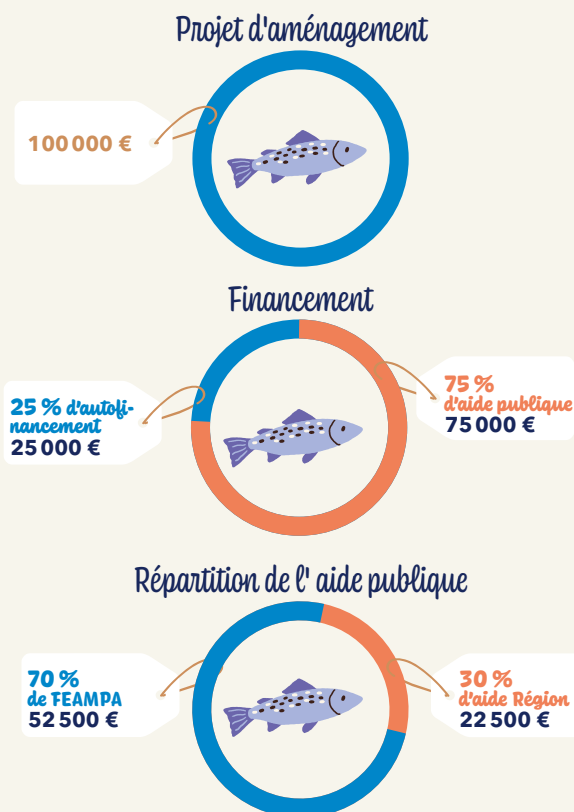 Projet d'aménagement
100 000 €
Financement
25 % d'autofi-
nancement
25 000 €
75 %
d'aide publique
75 000 €
Répartition de l' aide publique
70 %
de FEAMPA
52 500 €
30 %
d'aide Région
22 500 €